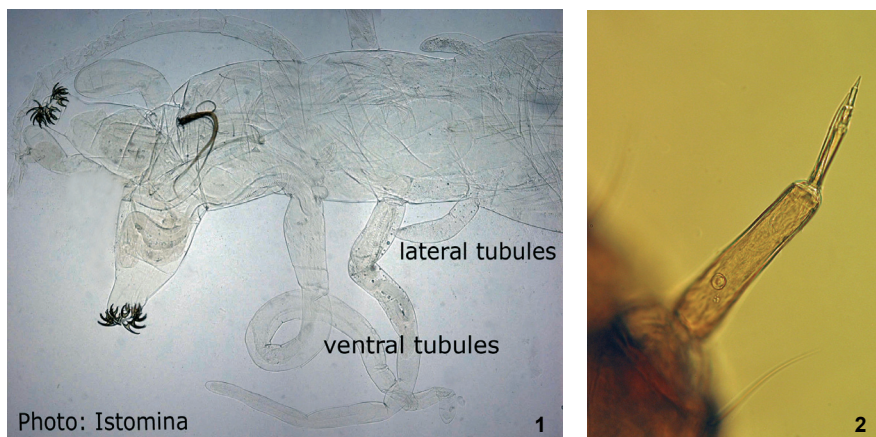 lateral tubules
ventral tubules
Photo: Istomina
1
2